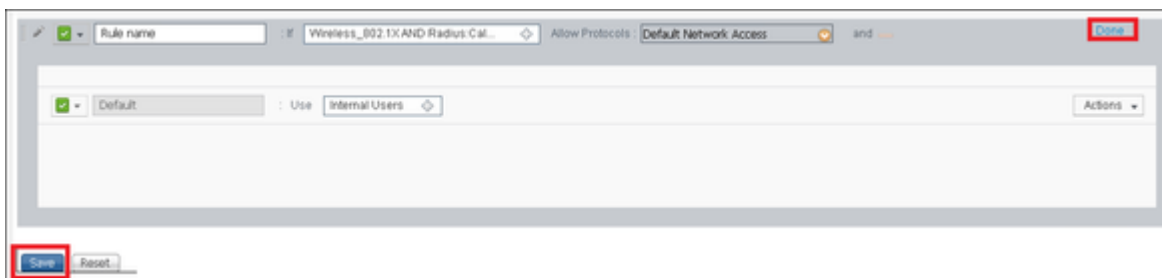 Rule name : If Wireless_802.1X AND Radius:Cal... Allow Protocols : Default Network Access and ... Done
Default : Use Internal Users Actions
Save Reset